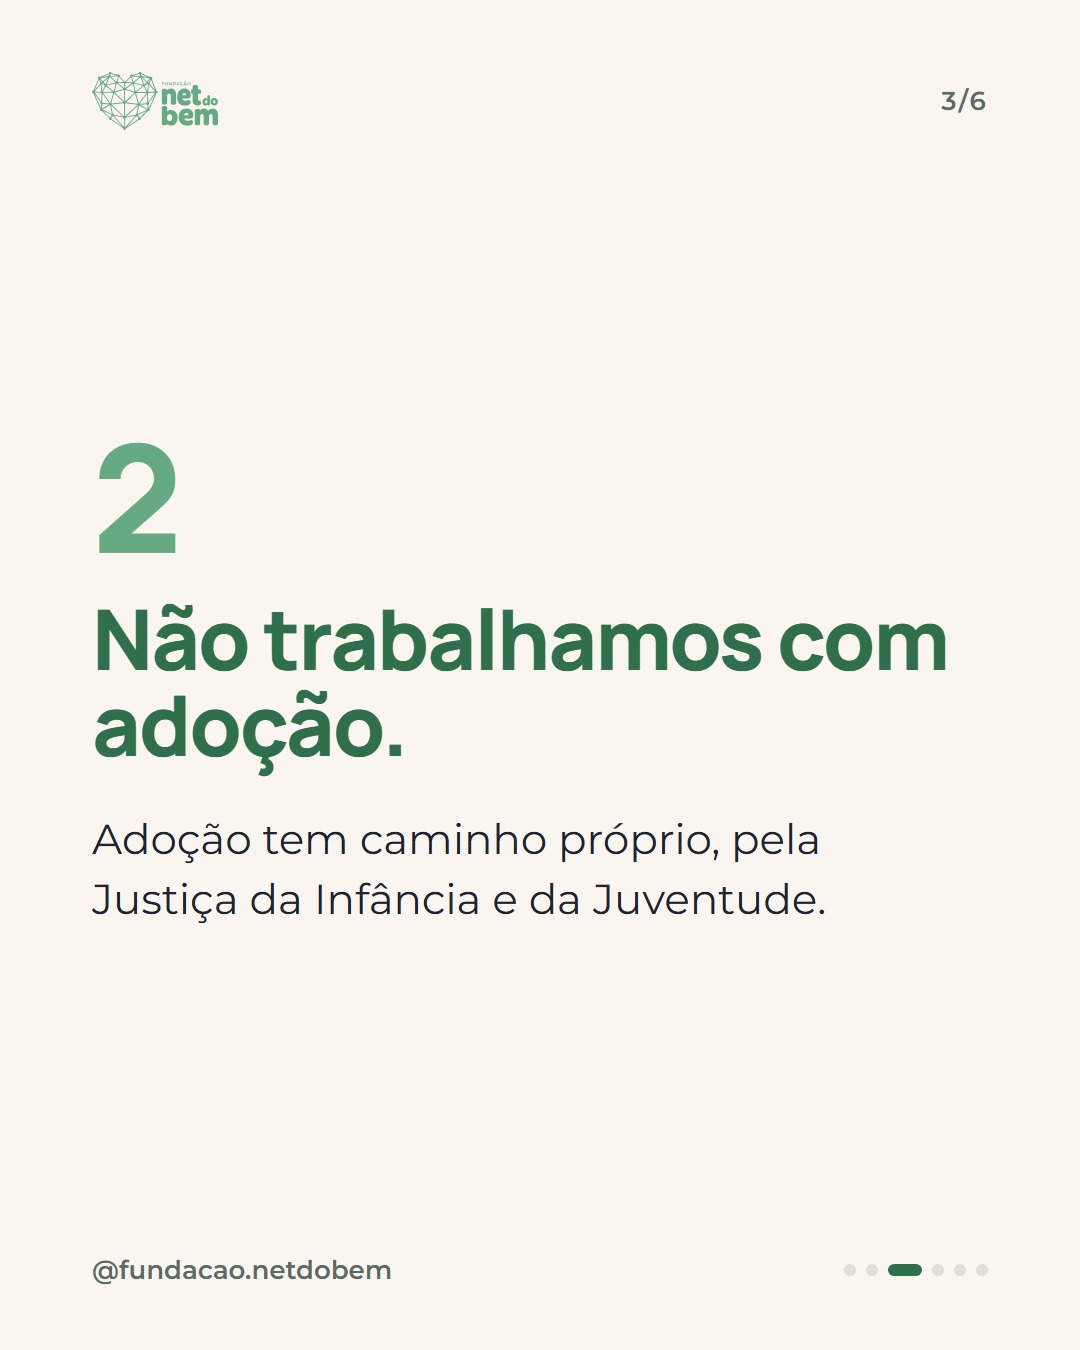 FUNDAÇÃO
net do
bem
3/6
2
Não trabalhamos com
adoção.
Adoção tem caminho próprio, pela
Justiça da Infância e da Juventude.
@fundacao.netdobem